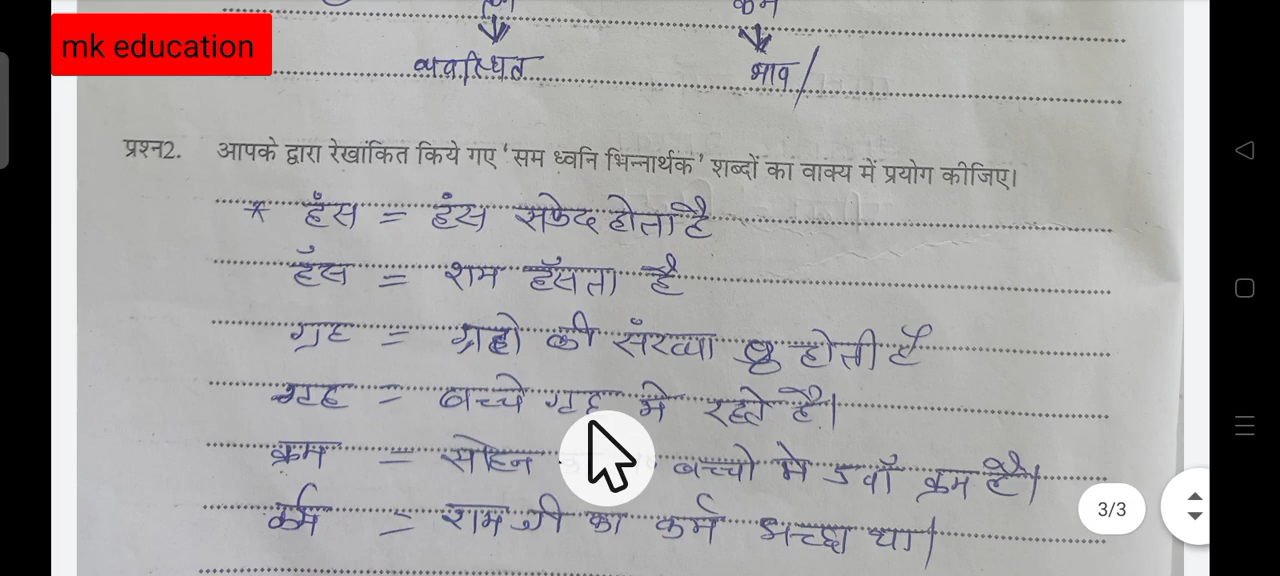 mk education
क्रम
व्यवस्थित भाव/
प्रश्न2. आपके द्वारा रेखांकित किये गए 'सम ध्वनि भिन्नार्थक' शब्दों का वाक्य में प्रयोग कीजिए।
* हँस = हंस सफेद होता है
हँस = राम हँसता है
ग्रह = ग्रहो की संख्या होती है
गृह = बच्चे गृह मे रहते है।
क्रम = सोहन बच्चो मे 5वाँ क्रम है।
कर्म = राम जी का कर्म अच्छा था।
3/3